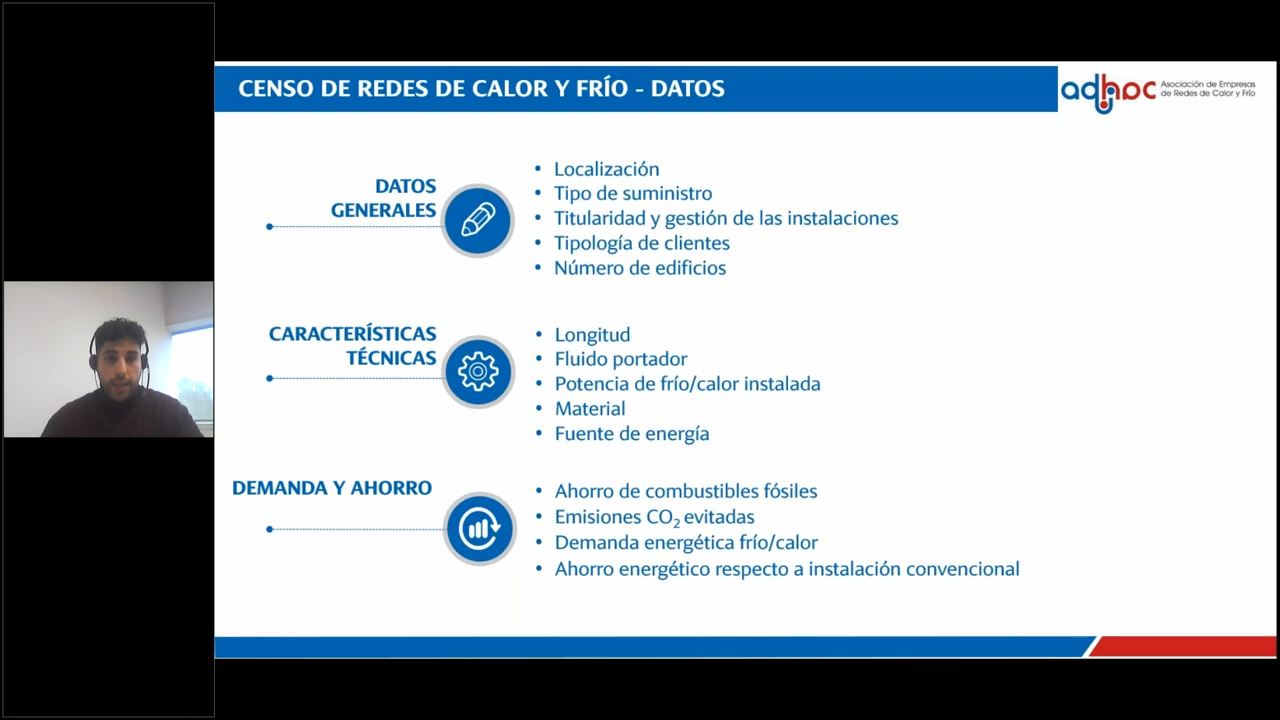 CENSO DE REDES DE CALOR Y FRÍO - DATOS
adhoc
Asociación de Empresas
de Redes de Calor y Frío
DATOS
GENERALES
• Localización
• Tipo de suministro
• Titularidad y gestión de las instalaciones
• Tipología de clientes
• Número de edificios
CARACTERÍSTICAS
TÉCNICAS
• Longitud
• Fluido portador
• Potencia de frío/calor instalada
• Material
• Fuente de energía
DEMANDA Y AHORRO
• Ahorro de combustibles fósiles
• Emisiones CO₂ evitadas
• Demanda energética frío/calor
• Ahorro energético respecto a instalación convencional